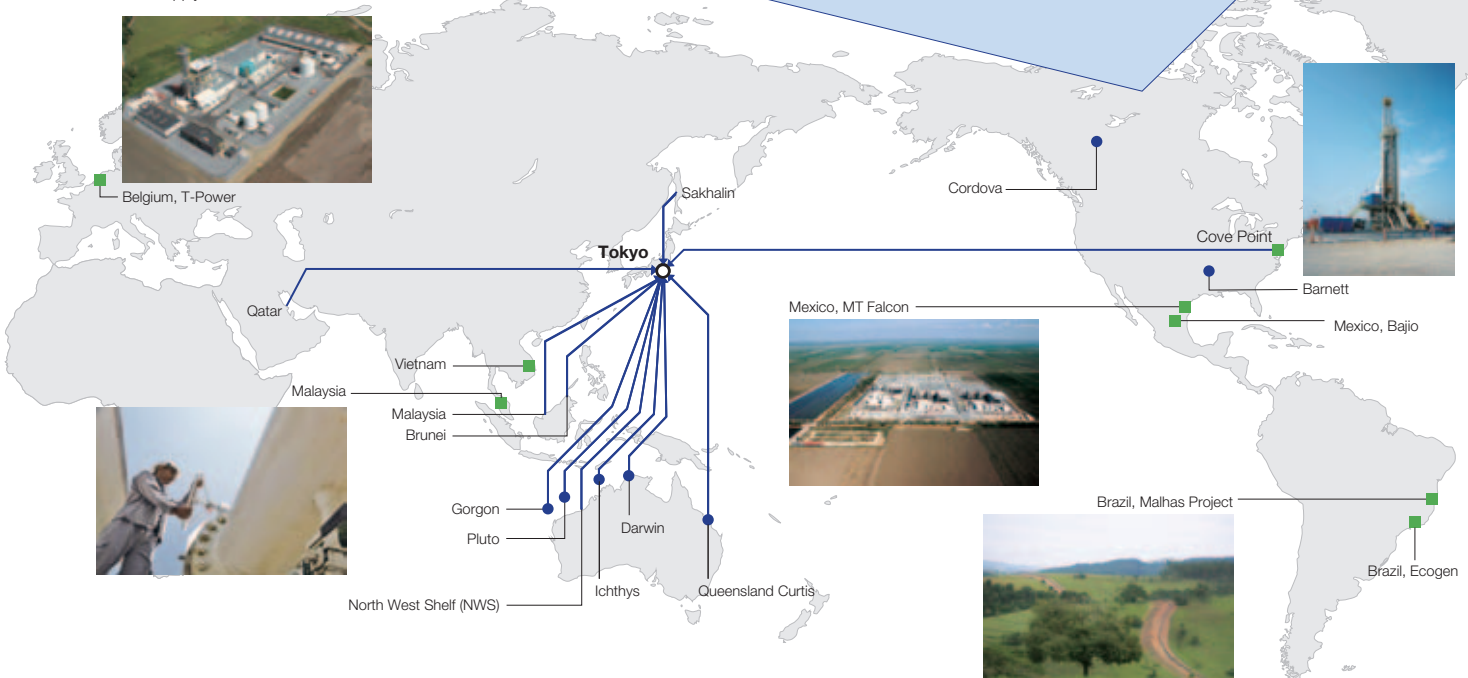 Belgium, T-Power
Sakhalin
Cordova
Tokyo
Cove Point
Qatar
Barnett
Mexico, MT Falcon
Mexico, Bajio
Vietnam
Malaysia
Malaysia
Brunei
Gorgon
Brazil, Malhas Project
Darwin
Pluto
Brazil, Ecogen
Ichthys
Queensland Curtis
North West Shelf (NWS)